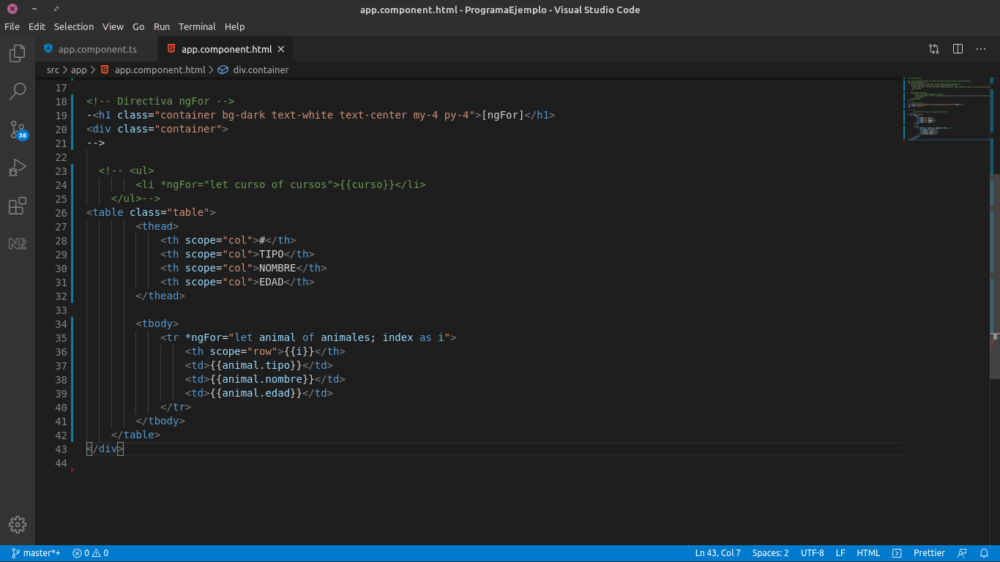 app.component.html - ProgramaEjemplo - Visual Studio Code
File Edit Selection View Go Run Terminal Help
app.component.ts app.component.html
src > app > app.component.html > div.container
17
18 <!-- Directiva ngFor -->
19 -<h1 class="container bg-dark text-white text-center my-4 py-4">[ngFor]</h1>
20 <div class="container">
21 -->
22
23 <!-- <ul>
24 <li *ngFor="let curso of cursos">{{curso}}</li>
25 </ul>-->
26 <table class="table">
27 <thead>
28 <th scope="col">#</th>
29 <th scope="col">TIPO</th>
30 <th scope="col">NOMBRE</th>
31 <th scope="col">EDAD</th>
32 </thead>
33
34 <tbody>
35 <tr *ngFor="let animal of animales; index as i">
36 <th scope="row">{{i}}</th>
37 <td>{{animal.tipo}}</td>
38 <td>{{animal.nombre}}</td>
39 <td>{{animal.edad}}</td>
40 </tr>
41 </tbody>
42 </table>
43 </div>
44
38
master*+ 0 0 Ln 43, Col 7 Spaces: 2 UTF-8 LF HTML Prettier